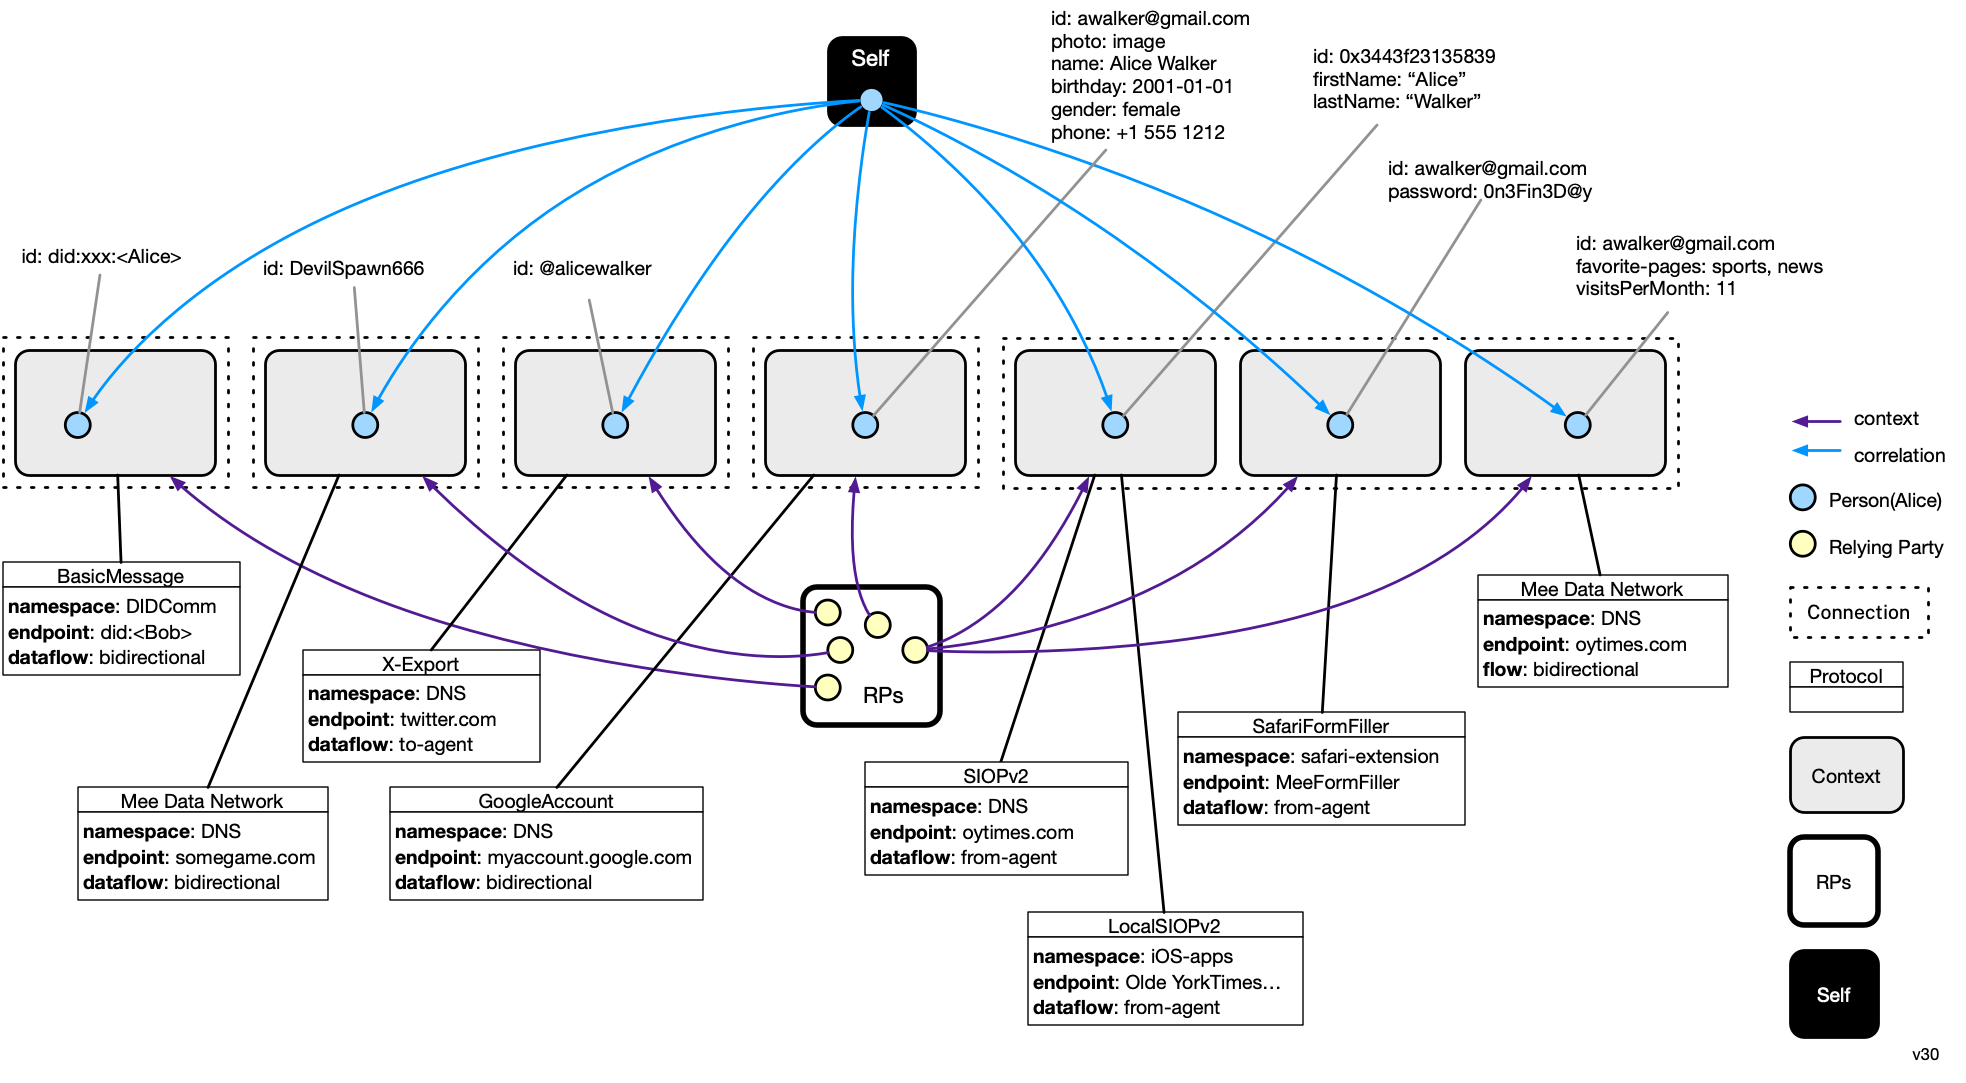 Self
id: awalker@gmail.com
photo: image
name: Alice Walker
birthday: 2001-01-01
gender: female
phone: +1 555 1212
id: 0x3443f23135839
firstName: “Alice”
lastName: “Walker”
id: awalker@gmail.com
password: 0n3Fin3D@y
id: awalker@gmail.com
favorite-pages: sports, news
visitsPerMonth: 11
id: did:xxx:<Alice>
id: DevilSpawn666
id: @alicewalker
BasicMessage
namespace: DIDComm
endpoint: did:<Bob>
dataflow: bidirectional
X-Export
namespace: DNS
endpoint: twitter.com
dataflow: to-agent
Mee Data Network
namespace: DNS
endpoint: somegame.com
dataflow: bidirectional
GoogleAccount
namespace: DNS
endpoint: myaccount.google.com
dataflow: bidirectional
RPs
SIOPv2
namespace: DNS
endpoint: oytimes.com
dataflow: from-agent
LocalSIOPv2
namespace: iOS-apps
endpoint: Olde YorkTimes…
dataflow: from-agent
SafariFormFiller
namespace: safari-extension
endpoint: MeeFormFiller
dataflow: from-agent
Mee Data Network
namespace: DNS
endpoint: oytimes.com
flow: bidirectional
context
correlation
Person(Alice)
Relying Party
Connection
Protocol
Context
RPs
Self
v30